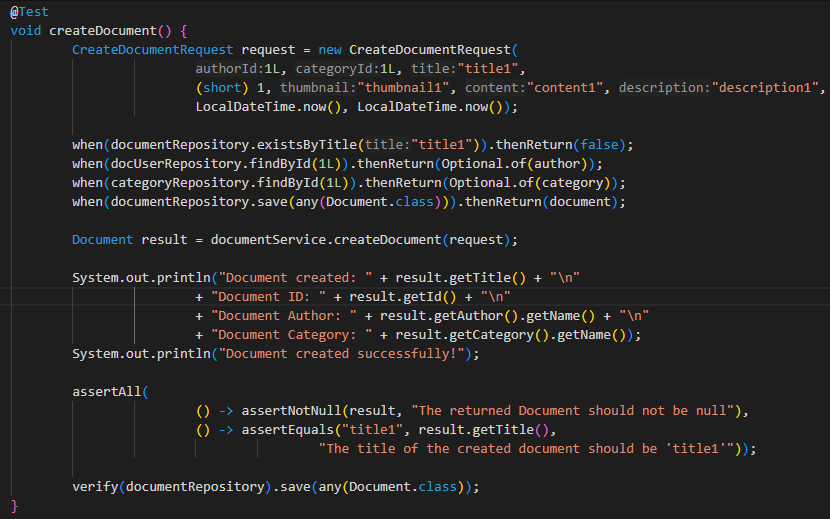 @Test
void createDocument() {
CreateDocumentRequest request = new CreateDocumentRequest(
authorId:1L, categoryId:1L, title:"title1",
(short) 1, thumbnail:"thumbnail1", content:"content1", description:"description1",
LocalDateTime.now(), LocalDateTime.now());
when(documentRepository.existsByTitle(title:"title1")).thenReturn(false);
when(docUserRepository.findById(1L)).thenReturn(Optional.of(author));
when(categoryRepository.findById(1L)).thenReturn(Optional.of(category));
when(documentRepository.save(any(Document.class))).thenReturn(document);
Document result = documentService.createDocument(request);
System.out.println("Document created: " + result.getTitle() + "\n"
+ "Document ID: " + result.getId() + "\n"
+ "Document Author: " + result.getAuthor().getName() + "\n"
+ "Document Category: " + result.getCategory().getName());
System.out.println("Document created successfully!");
assertAll(
() -> assertNotNull(result, "The returned Document should not be null"),
() -> assertEquals("title1", result.getTitle(),
"The title of the created document should be 'title1'"));
verify(documentRepository).save(any(Document.class));
}